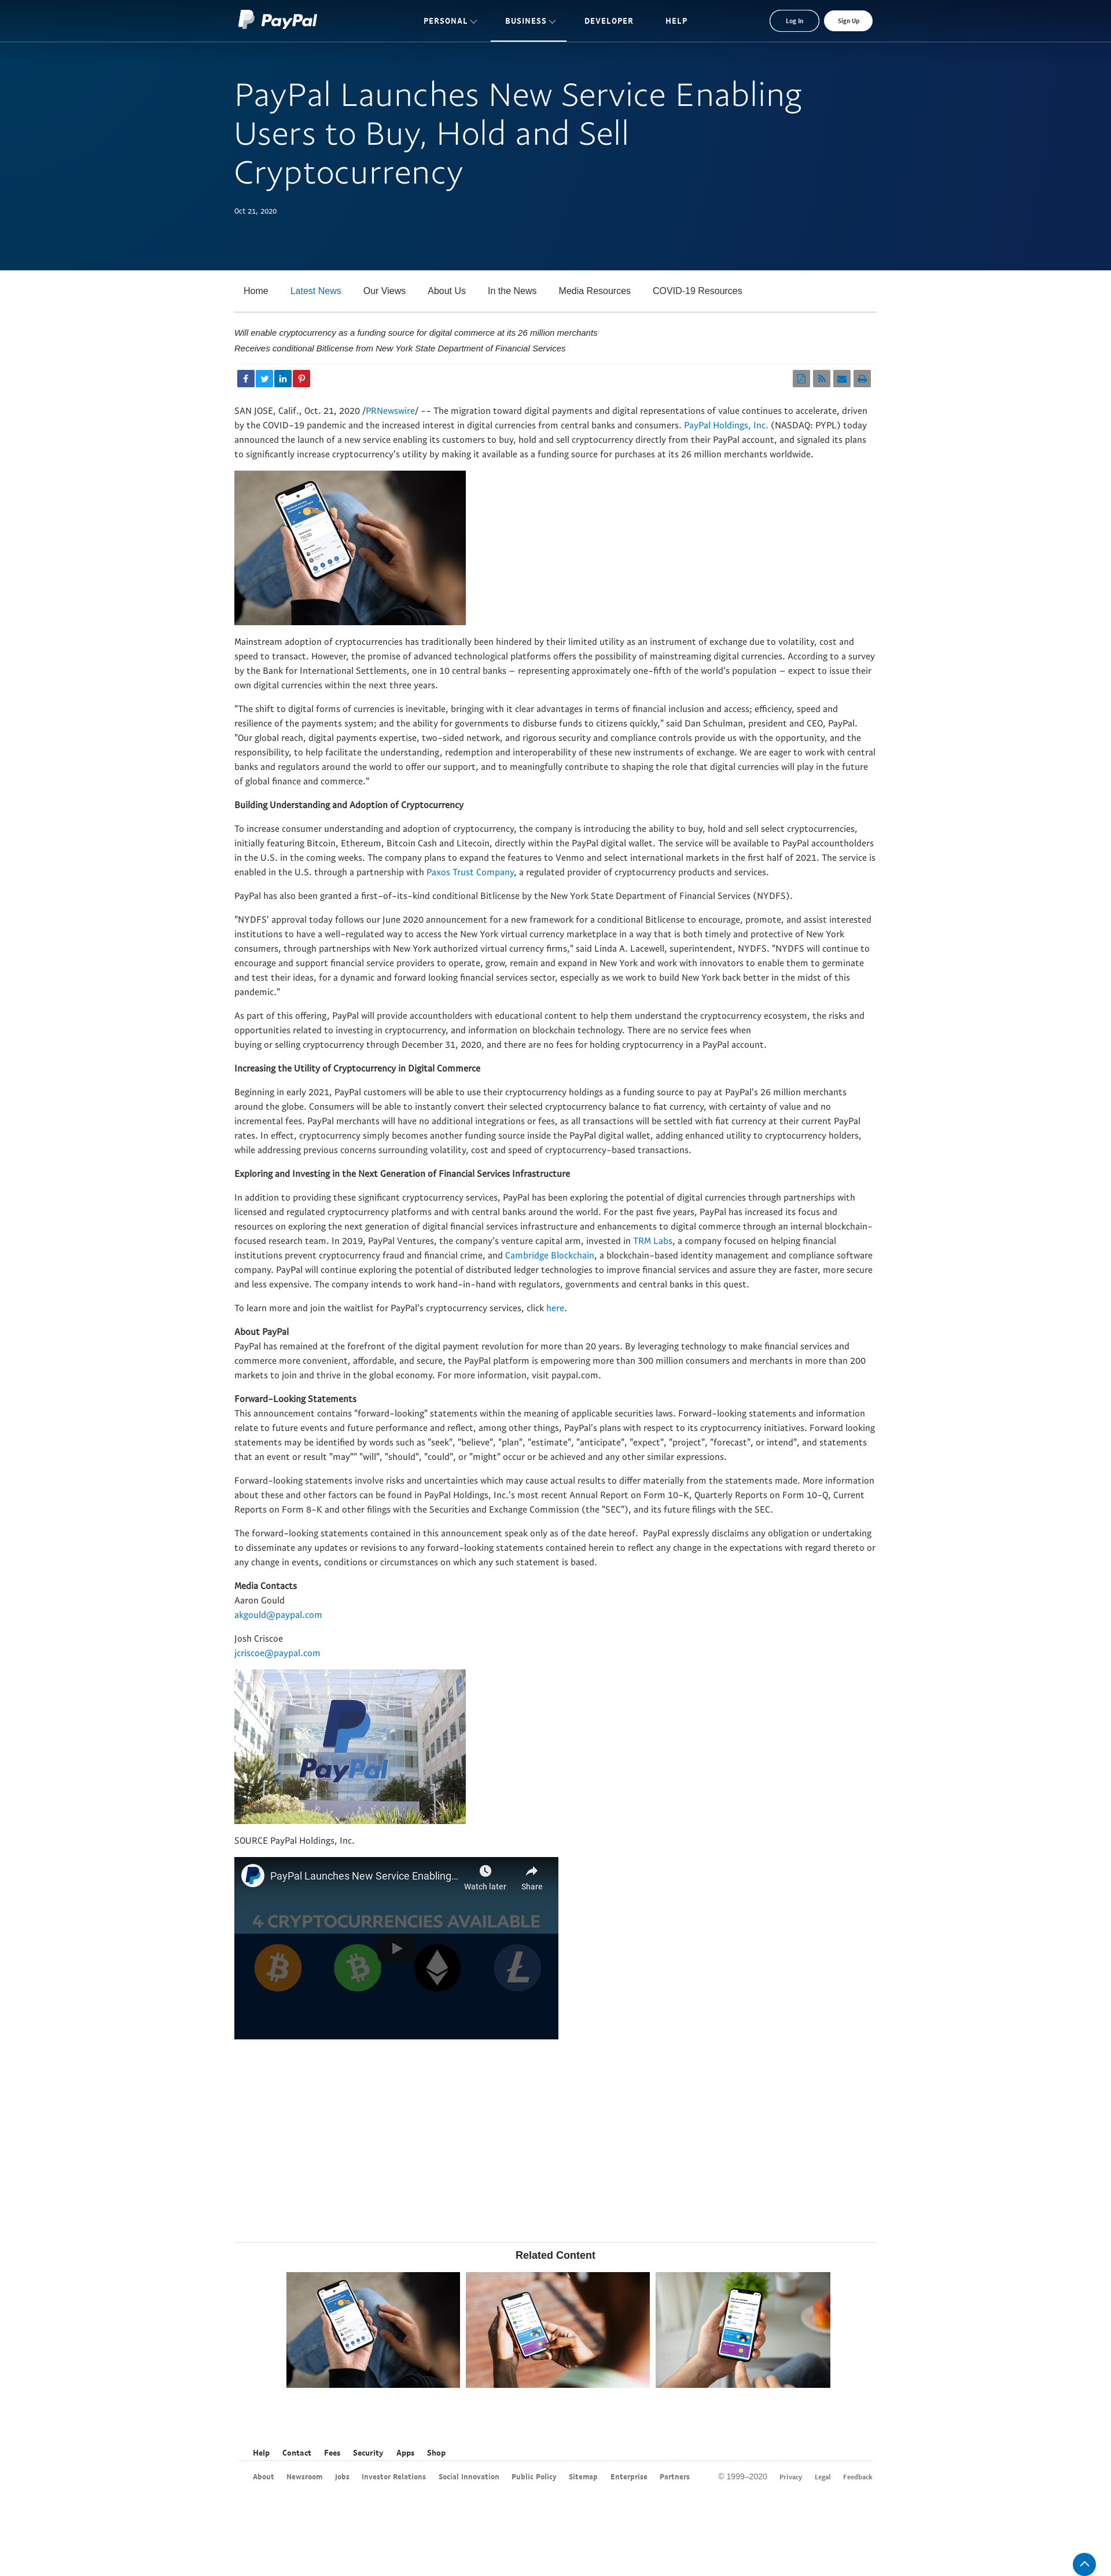 PayPal
PERSONAL
BUSINESS
DEVELOPER
HELP
Log In
Sign Up
PayPal Launches New Service Enabling
Users to Buy, Hold and Sell
Cryptocurrency
Oct 21, 2020
Home
Latest News
Our Views
About Us
In the News
Media Resources
COVID-19 Resources
Will enable cryptocurrency as a funding source for digital commerce at its 26 million merchants
Receives conditional Bitlicense from New York State Department of Financial Services
SAN JOSE, Calif., Oct. 21, 2020 /PRNewswire/ -- The migration toward digital payments and digital representations of value continues to accelerate, driven
by the COVID-19 pandemic and the increased interest in digital currencies from central banks and consumers. PayPal Holdings, Inc. (NASDAQ: PYPL) today
announced the launch of a new service enabling its customers to buy, hold and sell cryptocurrency directly from their PayPal account, and signaled its plans
to significantly increase cryptocurrency's utility by making it available as a funding source for purchases at its 26 million merchants worldwide.
Mainstream adoption of cryptocurrencies has traditionally been hindered by their limited utility as an instrument of exchange due to volatility, cost and
speed to transact. However, the promise of advanced technological platforms offers the possibility of mainstreaming digital currencies. According to a survey
by the Bank for International Settlements, one in 10 central banks – representing approximately one-fifth of the world's population – expect to issue their
own digital currencies within the next three years.
"The shift to digital forms of currencies is inevitable, bringing with it clear advantages in terms of financial inclusion and access; efficiency, speed and
resilience of the payments system; and the ability for governments to disburse funds to citizens quickly," said Dan Schulman, president and CEO, PayPal.
"Our global reach, digital payments expertise, two-sided network, and rigorous security and compliance controls provide us with the opportunity, and the
responsibility, to help facilitate the understanding, redemption and interoperability of these new instruments of exchange. We are eager to work with central
banks and regulators around the world to offer our support, and to meaningfully contribute to shaping the role that digital currencies will play in the future
of global finance and commerce."
Building Understanding and Adoption of Cryptocurrency
To increase consumer understanding and adoption of cryptocurrency, the company is introducing the ability to buy, hold and sell select cryptocurrencies,
initially featuring Bitcoin, Ethereum, Bitcoin Cash and Litecoin, directly within the PayPal digital wallet. The service will be available to PayPal accountholders
in the U.S. in the coming weeks. The company plans to expand the features to Venmo and select international markets in the first half of 2021. The service is
enabled in the U.S. through a partnership with Paxos Trust Company, a regulated provider of cryptocurrency products and services.
PayPal has also been granted a first-of-its-kind conditional Bitlicense by the New York State Department of Financial Services (NYDFS).
"NYDFS' approval today follows our June 2020 announcement for a new framework for a conditional Bitlicense to encourage, promote, and assist interested
institutions to have a well-regulated way to access the New York virtual currency marketplace in a way that is both timely and protective of New York
consumers, through partnerships with New York authorized virtual currency firms," said Linda A. Lacewell, superintendent, NYDFS. "NYDFS will continue to
encourage and support financial service providers to operate, grow, remain and expand in New York and work with innovators to enable them to germinate
and test their ideas, for a dynamic and forward looking financial services sector, especially as we work to build New York back better in the midst of this
pandemic."
As part of this offering, PayPal will provide accountholders with educational content to help them understand the cryptocurrency ecosystem, the risks and
opportunities related to investing in cryptocurrency, and information on blockchain technology. There are no service fees when
buying or selling cryptocurrency through December 31, 2020, and there are no fees for holding cryptocurrency in a PayPal account.
Increasing the Utility of Cryptocurrency in Digital Commerce
Beginning in early 2021, PayPal customers will be able to use their cryptocurrency holdings as a funding source to pay at PayPal's 26 million merchants
around the globe. Consumers will be able to instantly convert their selected cryptocurrency balance to fiat currency, with certainty of value and no
incremental fees. PayPal merchants will have no additional integrations or fees, as all transactions will be settled with fiat currency at their current PayPal
rates. In effect, cryptocurrency simply becomes another funding source inside the PayPal digital wallet, adding enhanced utility to cryptocurrency holders,
while addressing previous concerns surrounding volatility, cost and speed of cryptocurrency-based transactions.
Exploring and Investing in the Next Generation of Financial Services Infrastructure
In addition to providing these significant cryptocurrency services, PayPal has been exploring the potential of digital currencies through partnerships with
licensed and regulated cryptocurrency platforms and with central banks around the world. For the past five years, PayPal has increased its focus and
resources on exploring the next generation of digital financial services infrastructure and enhancements to digital commerce through an internal blockchain-
focused research team. In 2019, PayPal Ventures, the company's venture capital arm, invested in TRM Labs, a company focused on helping financial
institutions prevent cryptocurrency fraud and financial crime, and Cambridge Blockchain, a blockchain-based identity management and compliance software
company. PayPal will continue exploring the potential of distributed ledger technologies to improve financial services and assure they are faster, more secure
and less expensive. The company intends to work hand-in-hand with regulators, governments and central banks in this quest.
To learn more and join the waitlist for PayPal's cryptocurrency services, click here.
About PayPal
PayPal has remained at the forefront of the digital payment revolution for more than 20 years. By leveraging technology to make financial services and
commerce more convenient, affordable, and secure, the PayPal platform is empowering more than 300 million consumers and merchants in more than 200
markets to join and thrive in the global economy. For more information, visit paypal.com.
Forward-Looking Statements
This announcement contains "forward-looking" statements within the meaning of applicable securities laws. Forward-looking statements and information
relate to future events and future performance and reflect, among other things, PayPal's plans with respect to its cryptocurrency initiatives. Forward looking
statements may be identified by words such as "seek", "believe", "plan", "estimate", "anticipate", "expect", "project", "forecast", or intend", and statements
that an event or result "may"" "will", "should", "could", or "might" occur or be achieved and any other similar expressions.
Forward-looking statements involve risks and uncertainties which may cause actual results to differ materially from the statements made. More information
about these and other factors can be found in PayPal Holdings, Inc.'s most recent Annual Report on Form 10-K, Quarterly Reports on Form 10-Q, Current
Reports on Form 8-K and other filings with the Securities and Exchange Commission (the "SEC"), and its future filings with the SEC.
The forward-looking statements contained in this announcement speak only as of the date hereof. PayPal expressly disclaims any obligation or undertaking
to disseminate any updates or revisions to any forward-looking statements contained herein to reflect any change in the expectations with regard thereto or
any change in events, conditions or circumstances on which any such statement is based.
Media Contacts
Aaron Gould
akgould@paypal.com
Josh Criscoe
jcriscoe@paypal.com
PayPal
SOURCE PayPal Holdings, Inc.
PayPal Launches New Service Enabling...
Watch later
Share
4 CRYPTOCURRENCIES AVAILABLE
Related Content
Help
Contact
Fees
Security
Apps
Shop
About
Newsroom
Jobs
Investor Relations
Social Innovation
Public Policy
Sitemap
Enterprise
Partners
© 1999–2020
Privacy
Legal
Feedback